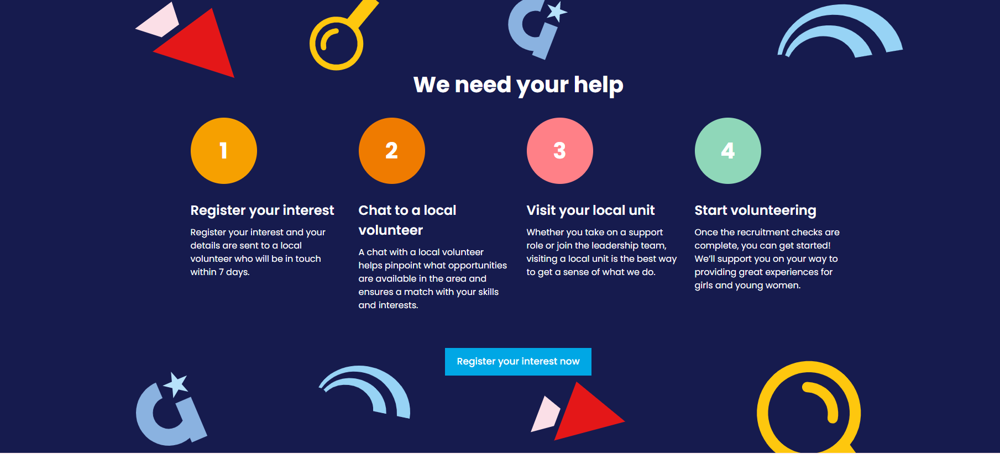 We need your help
1
Register your interest
Register your interest and your
details are sent to a local
volunteer who will be in touch
within 7 days.
2
Chat to a local
volunteer
A chat with a local volunteer
helps pinpoint what opportunities
are available in the area and
ensures a match with your skills
and interests.
3
Visit your local unit
Whether you take on a support
role or join the leadership team,
visiting a local unit is the best way
to get a sense of what we do.
4
Start volunteering
Once the recruitment checks are
complete, you can get started!
We’ll support you on your way to
providing great experiences for
girls and young women.
Register your interest now